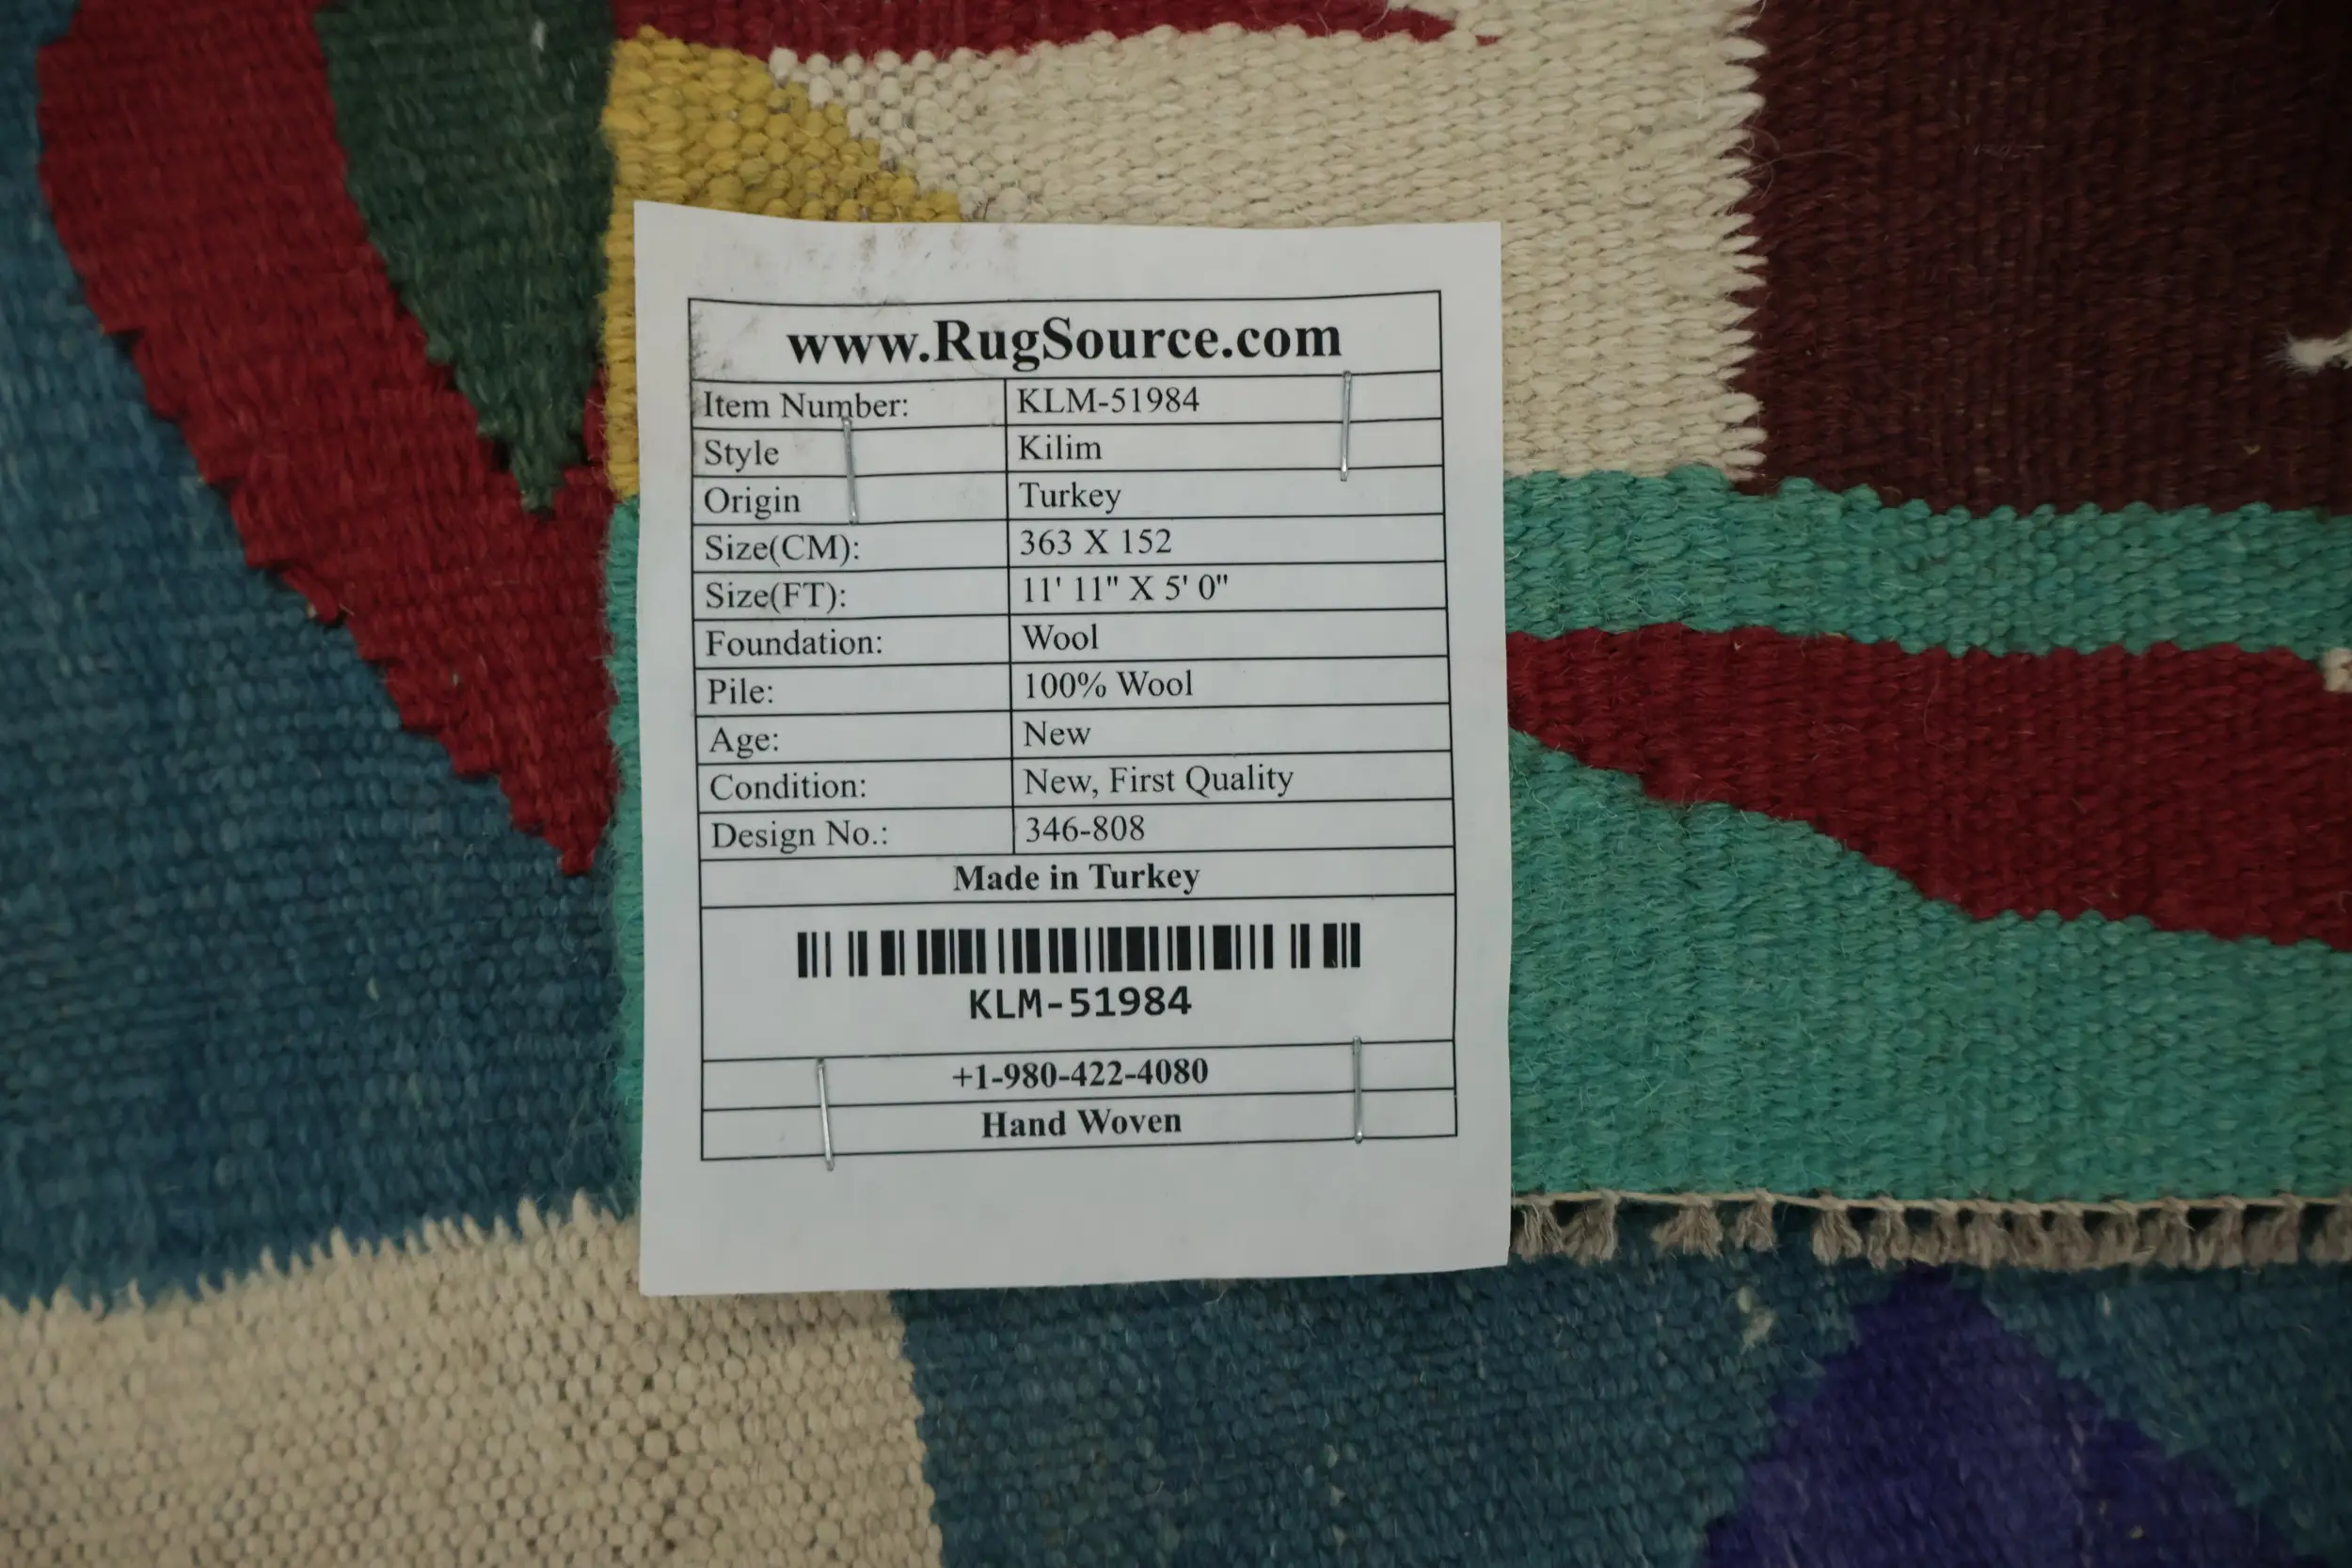 www.RugSource.com
Item Number: KLM-51984
Style Kilim
Origin Turkey
Size(CM): 363 X 152
Size(FT): 11' 11" X 5' 0"
Foundation: Wool
Pile: 100% Wool
Age: New
Condition: New, First Quality
Design No.: 346-808
Made in Turkey
KLM-51984
+1-980-422-4080
Hand Woven